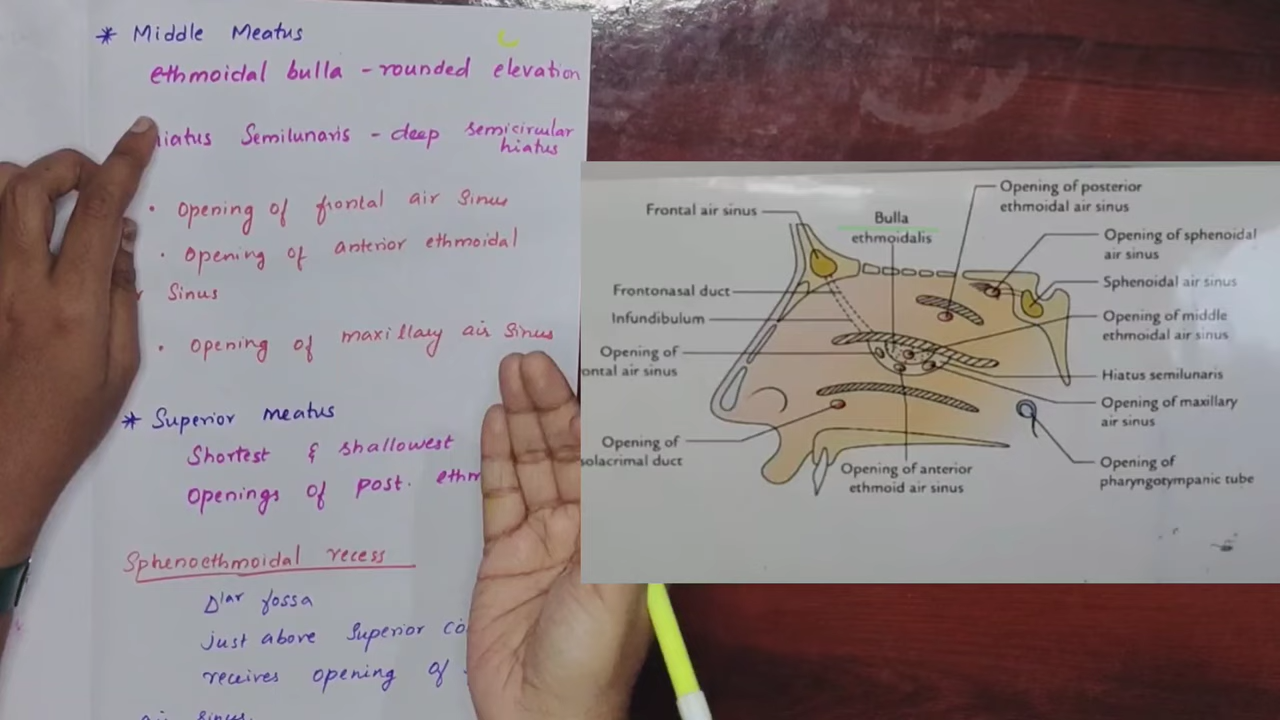 * Middle Meatus
ethmoidal bulla - rounded elevation
hiatus Semilunaris - deep semicircular
hiatus
• Opening of frontal air Sinus
• Opening of anterior ethmoidal
Sinus
• Opening of maxillary air Sinus
* Superior meatus
Shortest & shallowest
Openings of post. ethm
Sphenoethmoidal recess
Δlar fossa
just above Superior co
receives opening of
air sinus.
Frontal air sinus
Bulla
ethmoidalis
Opening of posterior
ethmoidal air sinus
Opening of sphenoidal
air sinus
Sphenoidal air sinus
Frontonasal duct
Infundibulum
Opening of middle
ethmoidal air sinus
Opening of
ontal air sinus
Hiatus semilunaris
Opening of maxillary
air sinus
Opening of
solacrimal duct
Opening of anterior
ethmoid air sinus
Opening of
pharyngotympanic tube